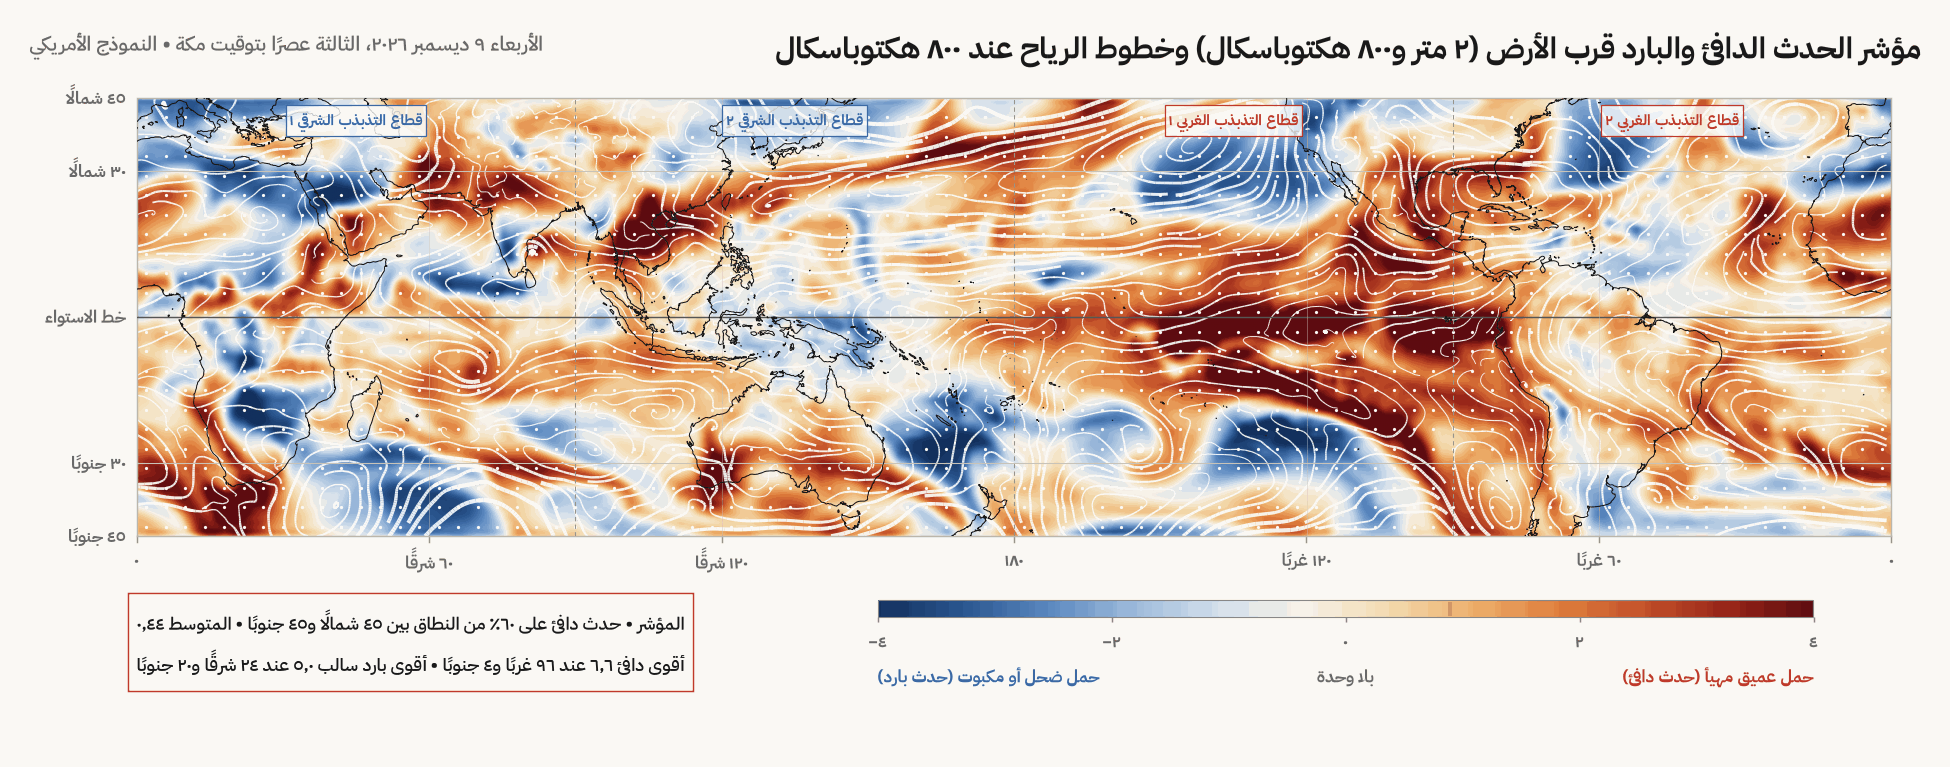 مؤشر الحدث الدافئ والبارد قرب الأرض (٢ متر و٨٠٠ هكتوباسكال) وخطوط الرياح عند ٨٠٠ هكتوباسكال
الأربعاء ٩ ديسمبر ٢٠٢٦، الثالثة عصرًا بتوقيت مكة • النموذج الأمريكي
٤٥ شمالًا
٣٠ شمالًا
خط الاستواء
٣٠ جنوبًا
٤٥ جنوبًا
قطاع التذبذب الشرقي ١
قطاع التذبذب الشرقي ٢
قطاع التذبذب الغربي ١
قطاع التذبذب الغربي ٢
٠
٦٠ شرقًا
١٢٠ شرقًا
١٨٠
١٢٠ غربًا
٦٠ غربًا
٠
المؤشر • حدث دافئ على ٦٠٪ من النطاق بين ٤٥ شمالًا و٤٥ جنوبًا • المتوسط ٠,٤٤
أقوى دافئ ٦,٦ عند ٩٦ غربًا و٤ جنوبًا • أقوى بارد سالب ٥,٠ عند ٢٤ شرقًا و٢٠ جنوبًا
−٤
−٢
٠
٢
٤
حمل عميق مهيأ (حدث دافئ)
بلا وحدة
حمل ضحل أو مكبوت (حدث بارد)